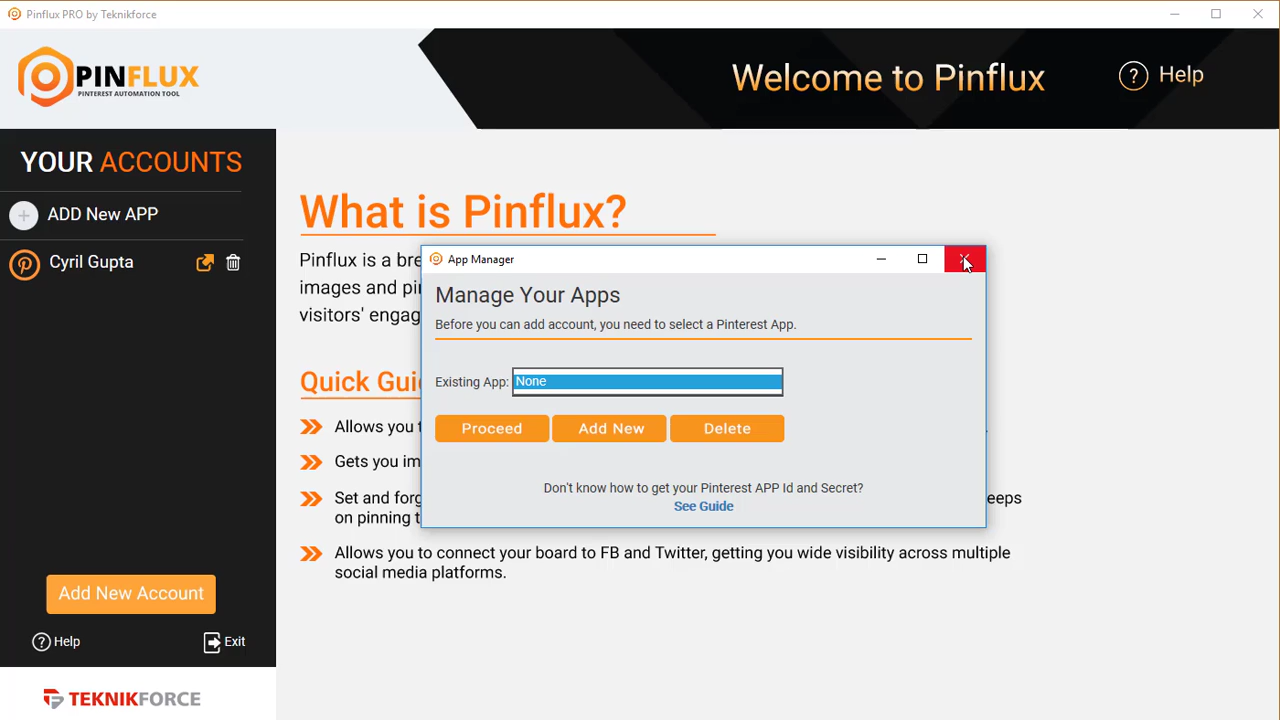 Pinflux PRO by Teknikforce
PINFLUX
PINTEREST AUTOMATION TOOL
Welcome to Pinflux
? Help
YOUR ACCOUNTS
ADD New APP
Cyril Gupta
What is Pinflux?
Pinflux is a bre
images and pi
visitors' engag
App Manager
Manage Your Apps
Before you can add account, you need to select a Pinterest App.
Existing App: None
Proceed Add New Delete
Don't know how to get your Pinterest APP Id and Secret?
See Guide
Quick Gui
Allows you t
Gets you im
Set and forg eeps
on pinning t
Allows you to connect your board to FB and Twitter, getting you wide visibility across multiple
social media platforms.
Add New Account
? Help Exit
TEKNIKFORCE